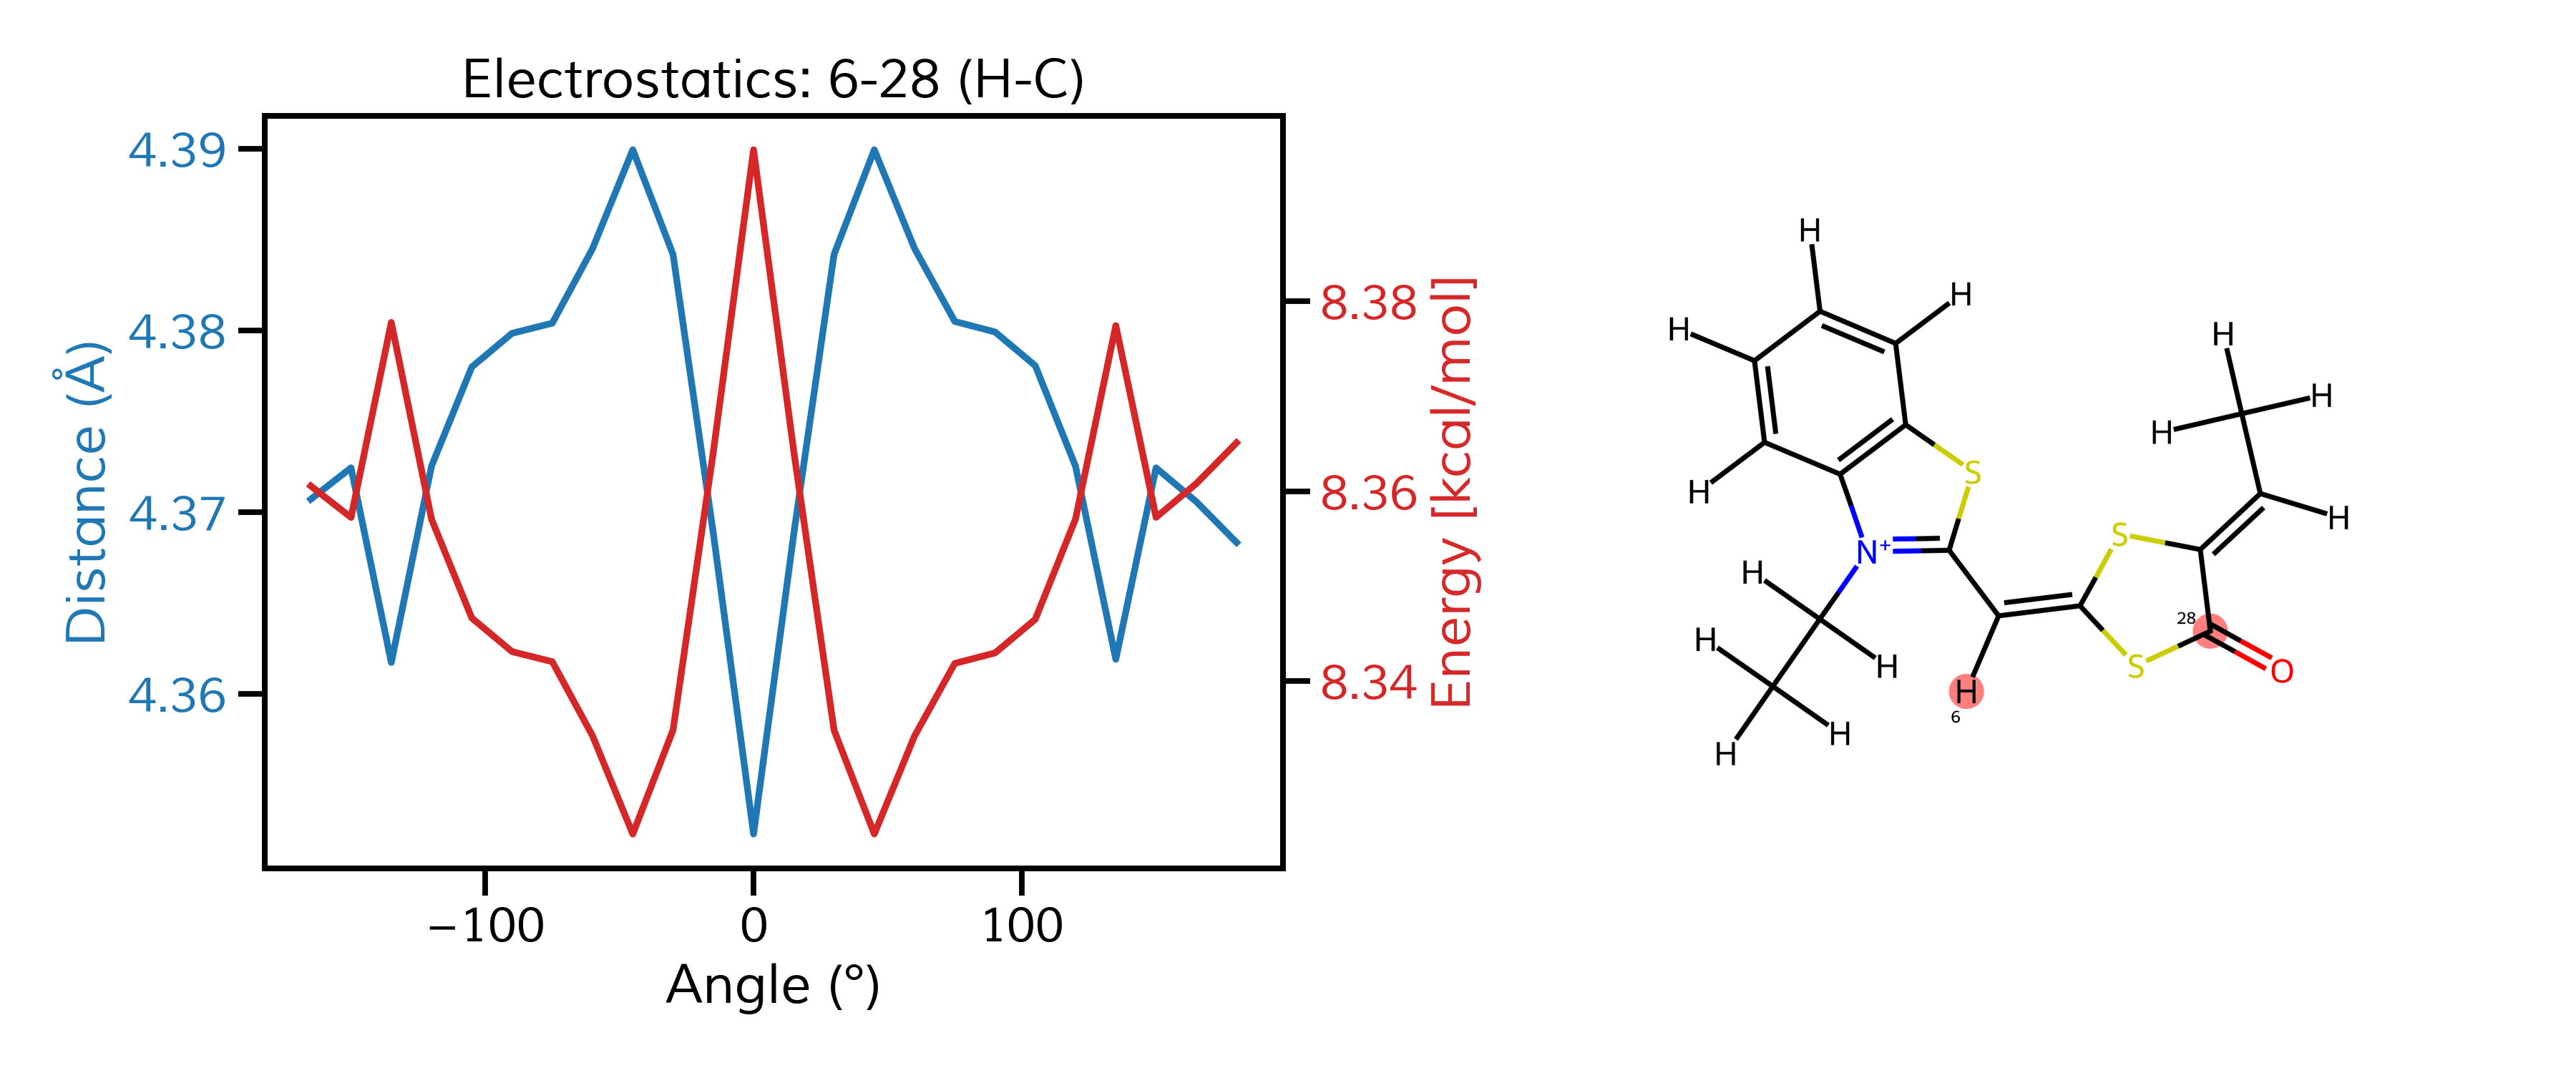 Electrostatics: 6-28 (H-C)
4.39
4.38
4.37
4.36
Distance (Å)
8.38
8.36
8.34
Energy [kcal/mol]
−100
0
100
Angle (°)
H
H
H
H
S
N+
H
H
H
H
H
H
6
S
S
28
O
H
H
H
H